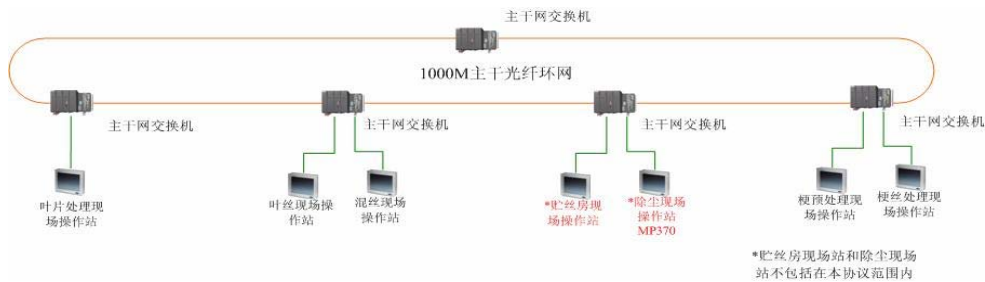 主干网交换机
1000M主干光纤环网
主干网交换机
主干网交换机
主干网交换机
主干网交换机
叶片处理现
场操作站
叶丝现场操
作站
混丝现场
操作站
*贮丝房现
场操作站
*除尘现场
操作站
MP370
梗预处理现
场操作站
梗丝处理现
场操作站
*贮丝房现场站和除尘现场
站不包括在本协议范围内